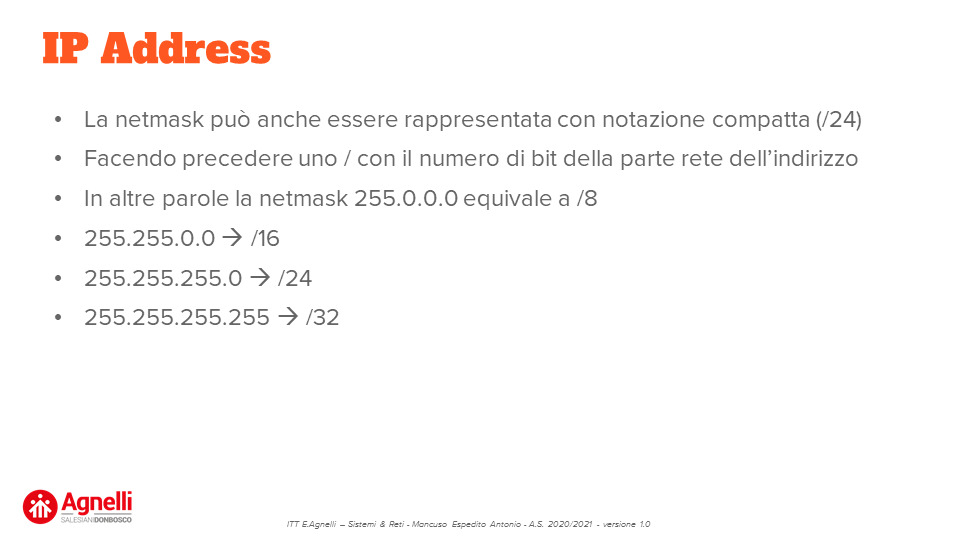 IP Address
• La netmask può anche essere rappresentata con notazione compatta (/24)
• Facendo precedere uno / con il numero di bit della parte rete dell’indirizzo
• In altre parole la netmask 255.0.0.0 equivale a /8
• 255.255.0.0 → /16
• 255.255.255.0 → /24
• 255.255.255.255 → /32
Agnelli
SALESIANIDONBOSCO
ITT E.Agnelli – Sistemi & Reti - Mancuso Espedito Antonio - A.S. 2020/2021 - versione 1.0